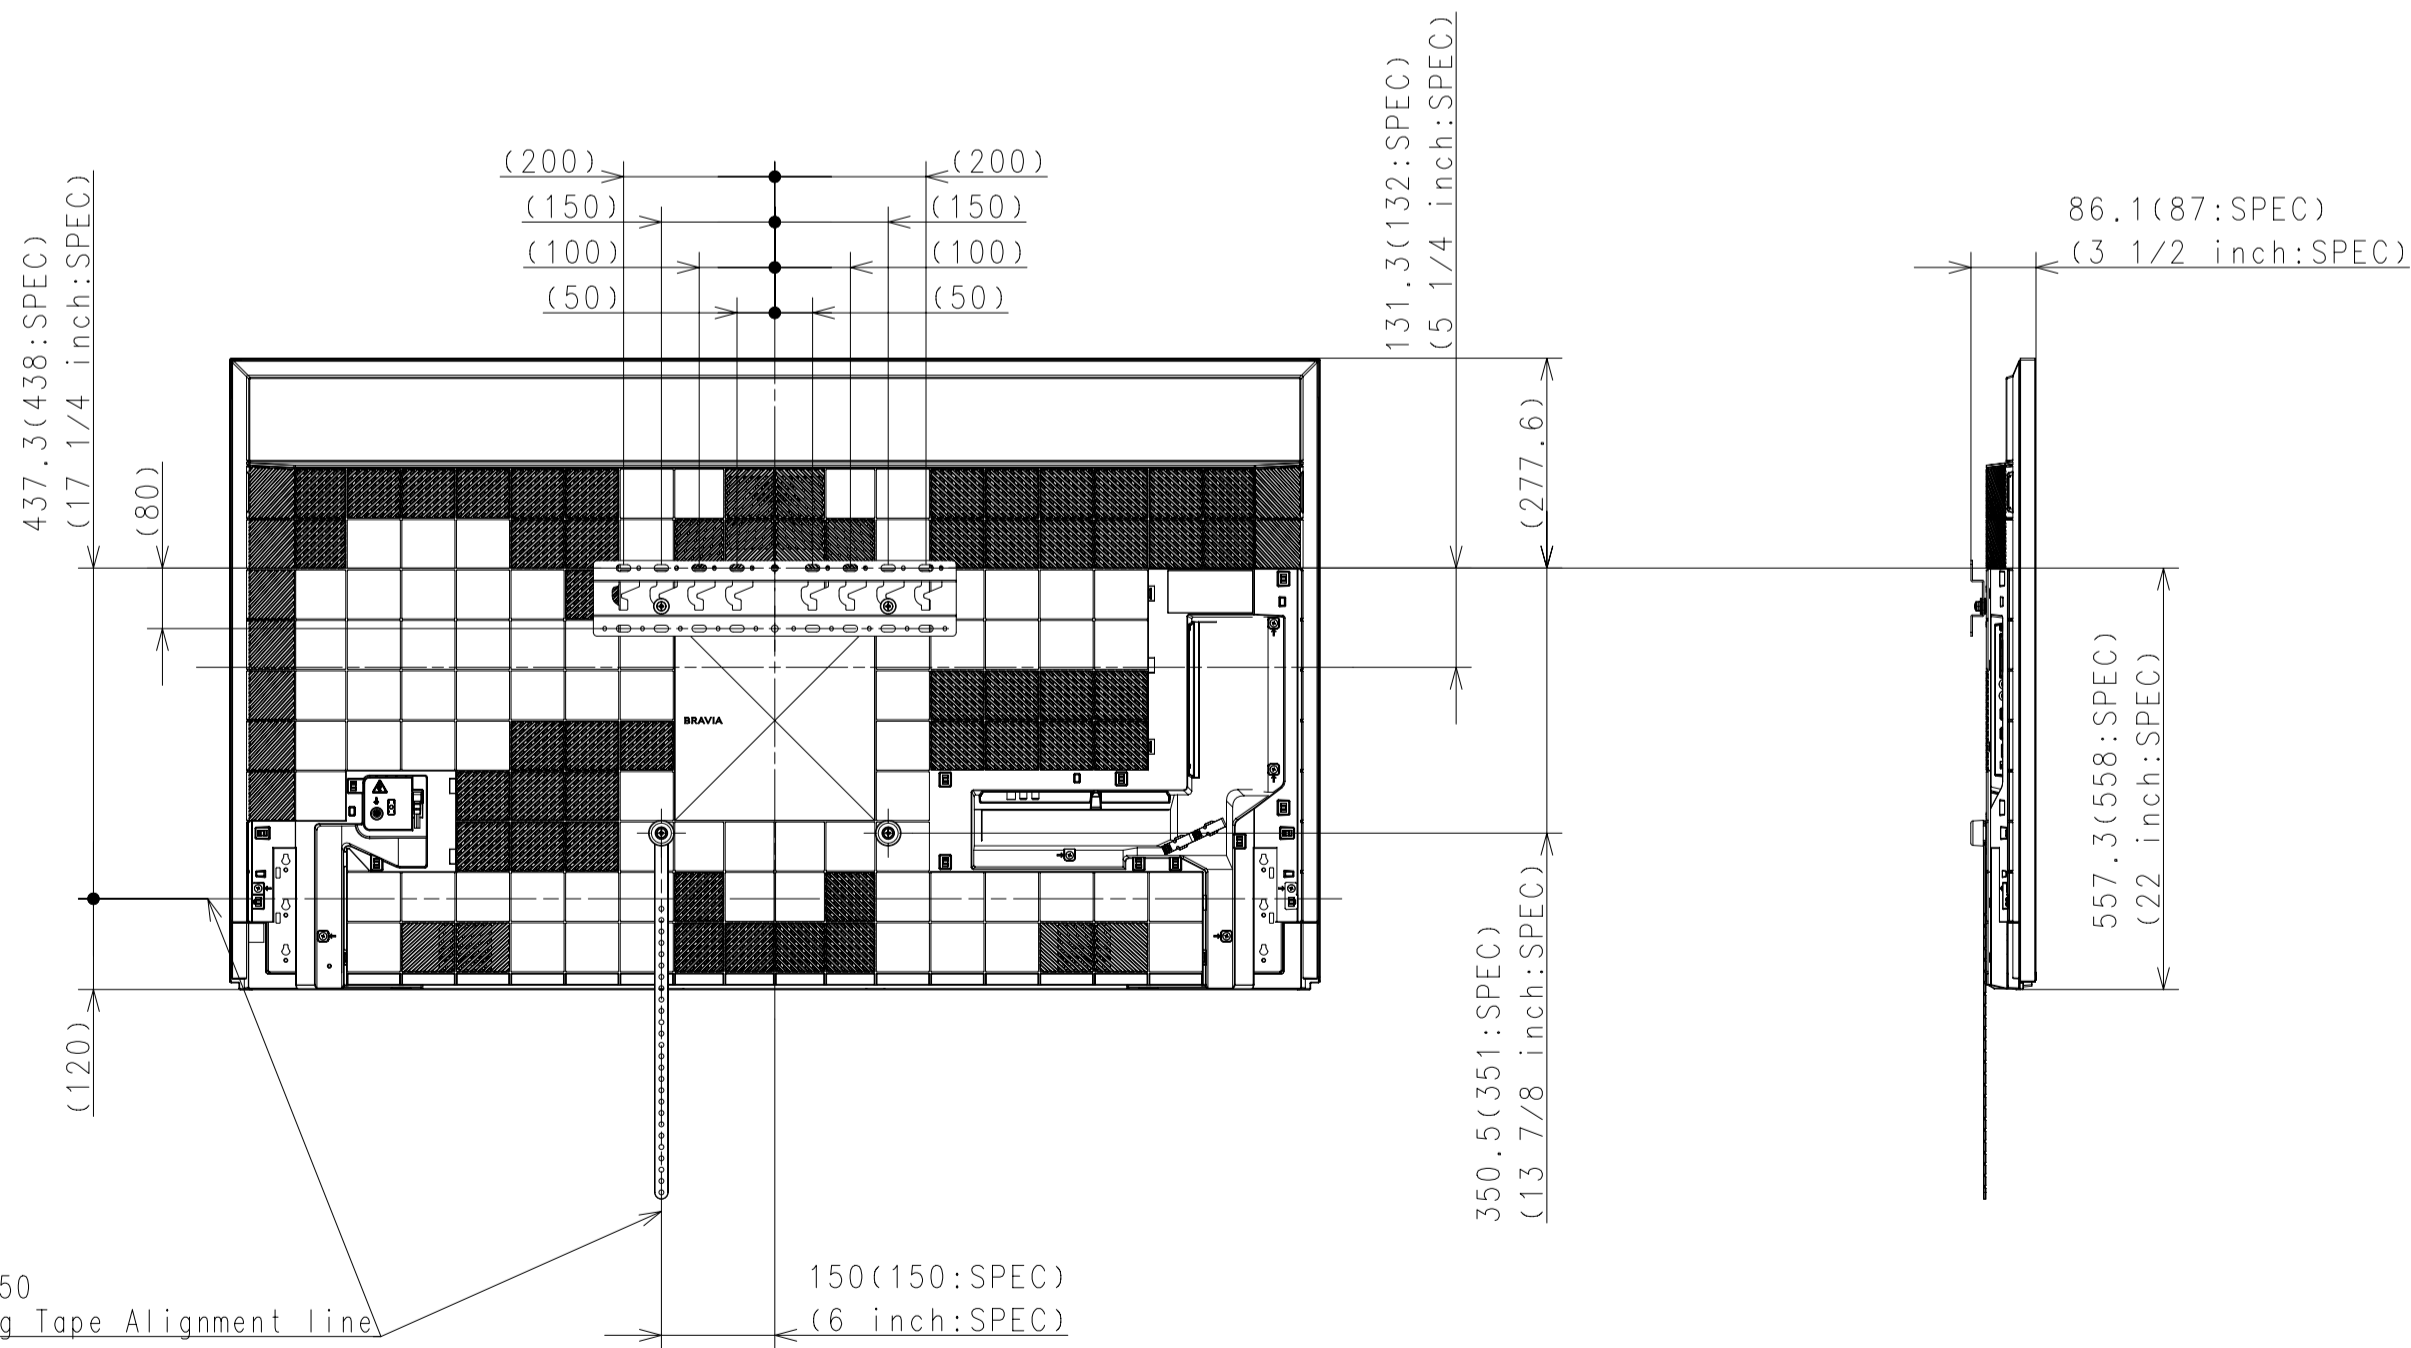 437.3(438:SPEC)
(17 1/4 inch:SPEC)
(80)
(120)
(200)
(200)
(150)
(150)
(100)
(100)
(50)
(50)
131.3(132:SPEC)
(5 1/4 inch:SPEC)
(277.6)
86.1(87:SPEC)
(3 1/2 inch:SPEC)
BRAVIA
350.5(351:SPEC)
(13 7/8 inch:SPEC)
557.3(558:SPEC)
(22 inch:SPEC)
150(150:SPEC)
(6 inch:SPEC)
50
g Tape Alignment line